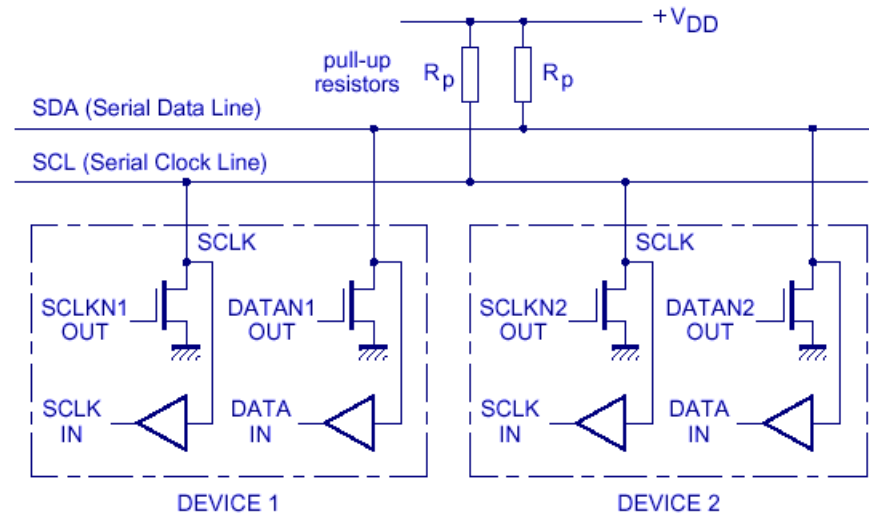 +VDD
pull-up
resistors
Rp
Rp
SDA (Serial Data Line)
SCL (Serial Clock Line)
SCLK
SCLKN1
OUT
DATAN1
OUT
SCLK
IN
DATA
IN
DEVICE 1
SCLK
SCLKN2
OUT
DATAN2
OUT
SCLK
IN
DATA
IN
DEVICE 2